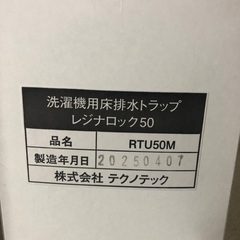 洗濯機用床排水トラップ
レジナロック50
品名 RTU50M
製造年月日 20250407
株式会社 テクノテック